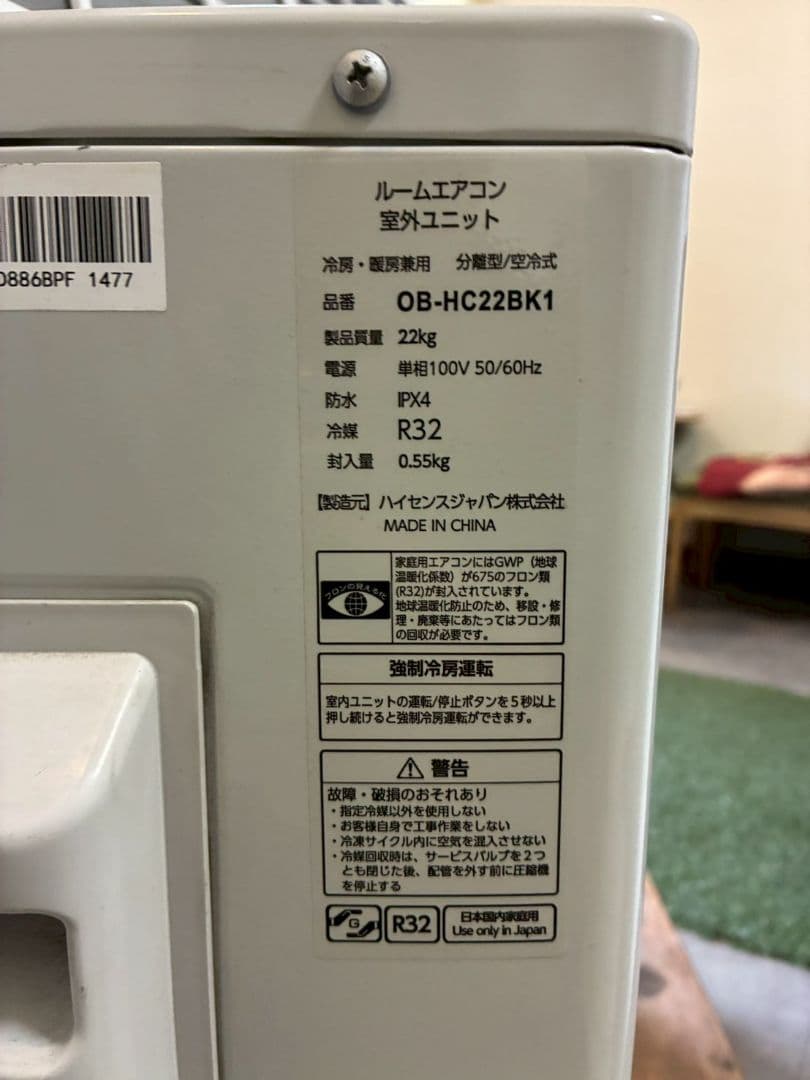 ルームエアコン
室外ユニット
冷房・暖房兼用 分離型/空冷式
品番 OB-HC22BK1
製品質量 22kg
電源 単相100V 50/60Hz
防水 IPX4
冷媒 R32
封入量 0.55kg
【製造元】ハイセンスジャパン株式会社
MADE IN CHINA
フロンの見える化
家庭用エアコンにはGWP（地球
温暖化係数）が675のフロン類
(R32)が封入されています。
地球温暖化防止のため、移設・修
理・廃棄等にあたってはフロン類
の回収が必要です。
強制冷房運転
室内ユニットの運転/停止ボタンを5秒以上
押し続けると強制冷房運転ができます。
警告
故障・破損のおそれあり
・指定冷媒以外を使用しない
・お客様自身で工事作業をしない
・冷凍サイクル内に空気を混入させない
・冷媒回収時は、サービスバルブを2つ
とも閉じた後、配管を外す前に圧縮機
を停止する
G
R32
日本国内家庭用
Use only in Japan
886BPF 1477